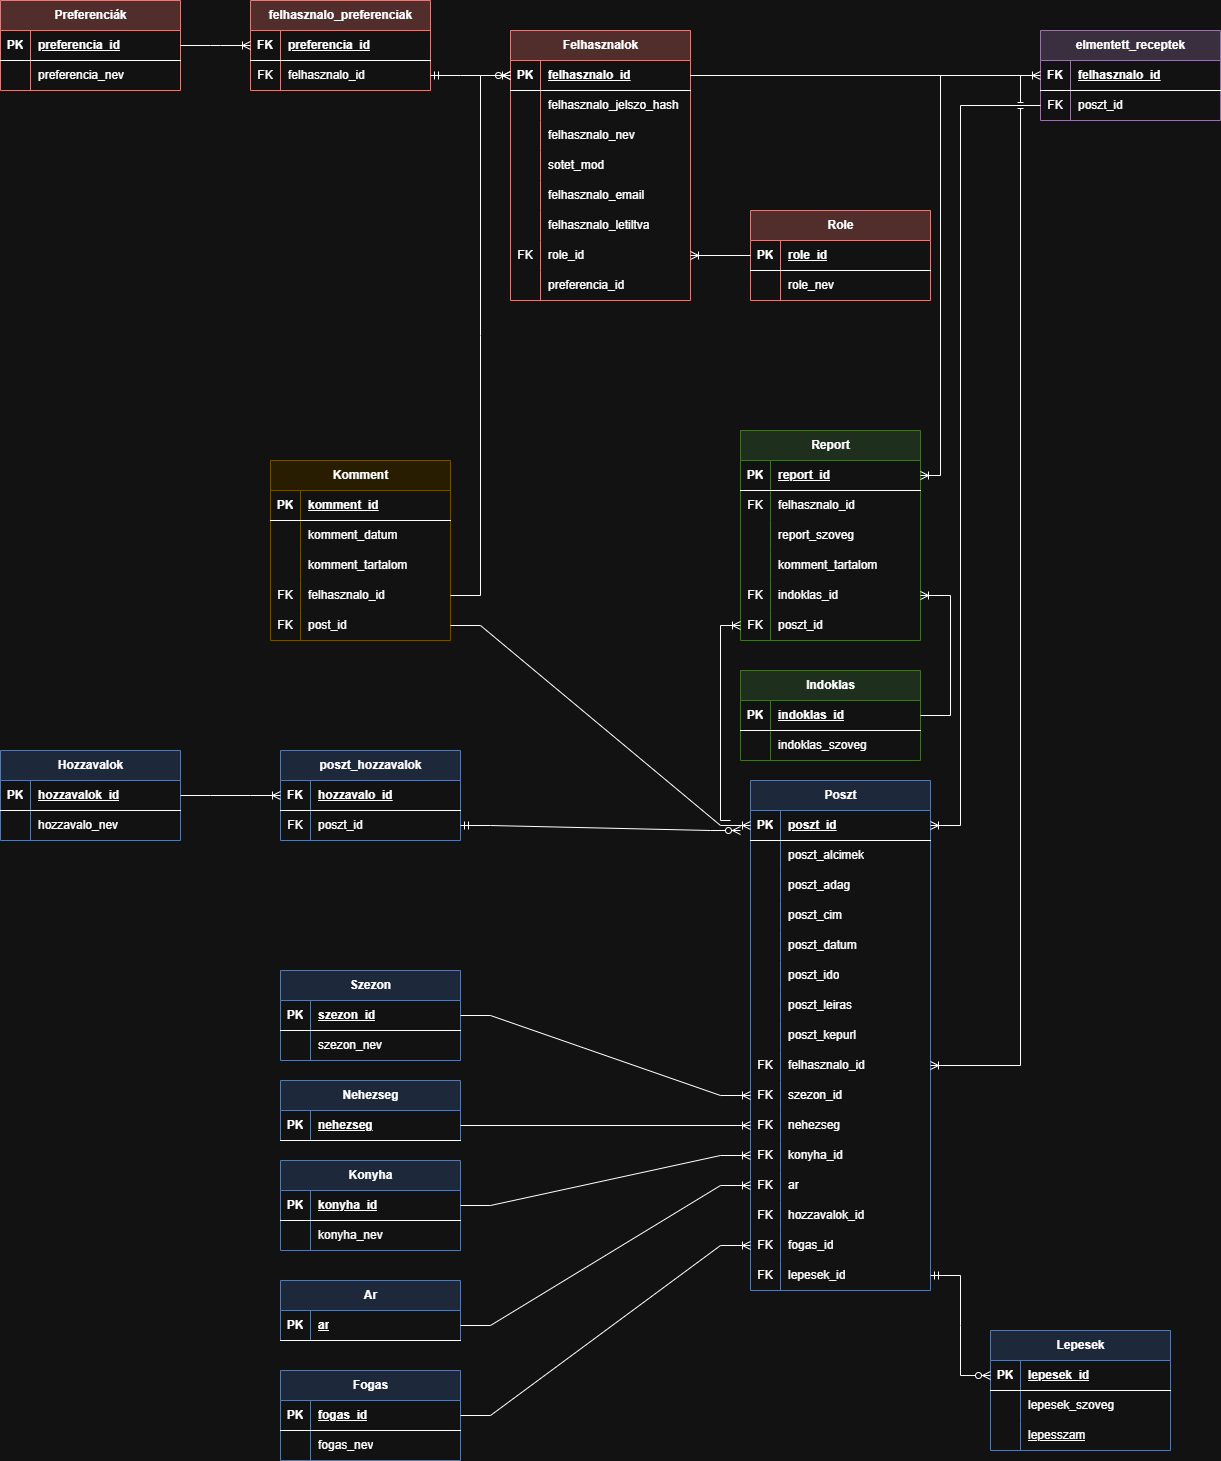 Preferenciák
PK preferencia_id
preferencia_nev
felhasznalo_preferenciak
FK preferencia_id
FK felhasznalo_id
Felhasznalok
PK felhasznalo_id
felhasznalo_jelszo_hash
felhasznalo_nev
sotet_mod
felhasznalo_email
felhasznalo_letiltva
FK role_id
preferencia_id
elmentett_receptek
FK felhasznalo_id
FK poszt_id
Role
PK role_id
role_nev
Komment
PK komment_id
komment_datum
komment_tartalom
FK felhasznalo_id
FK post_id
Report
PK report_id
FK felhasznalo_id
report_szoveg
komment_tartalom
FK indoklas_id
FK poszt_id
Indoklas
PK indoklas_id
indoklas_szoveg
Hozzavalok
PK hozzavalok_id
hozzavalo_nev
poszt_hozzavalok
FK hozzavalo_id
FK poszt_id
Poszt
PK poszt_id
poszt_alcimek
poszt_adag
poszt_cim
poszt_datum
poszt_ido
poszt_leiras
poszt_kepurl
FK felhasznalo_id
FK szezon_id
FK nehezseg
FK konyha_id
FK ar
FK hozzavalok_id
FK fogas_id
FK lepesek_id
Szezon
PK szezon_id
szezon_nev
Nehezseg
PK nehezseg
Konyha
PK konyha_id
konyha_nev
Ar
PK ar
Fogas
PK fogas_id
fogas_nev
Lepesek
PK lepesek_id
lepesek_szoveg
lepesszam